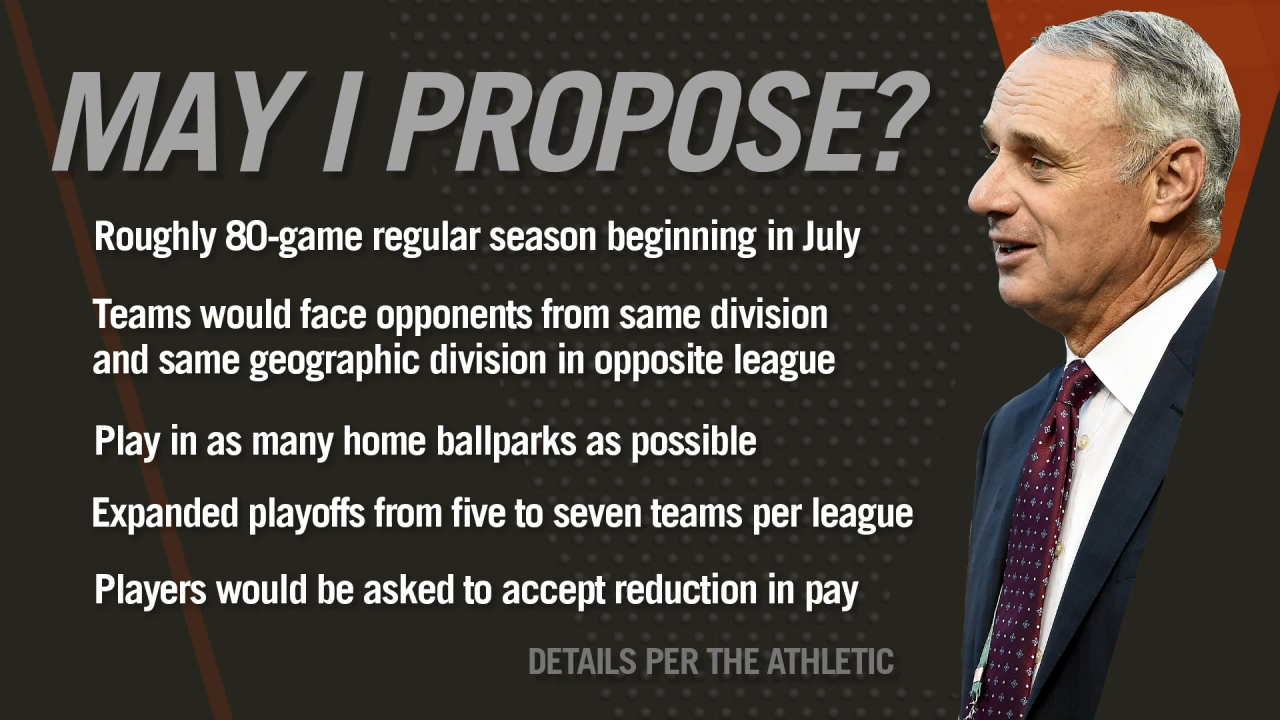 MAY I PROPOSE?
Roughly 80-game regular season beginning in July
Teams would face opponents from same division
and same geographic division in opposite league
Play in as many home ballparks as possible
Expanded playoffs from five to seven teams per league
Players would be asked to accept reduction in pay
DETAILS PER THE ATHLETIC